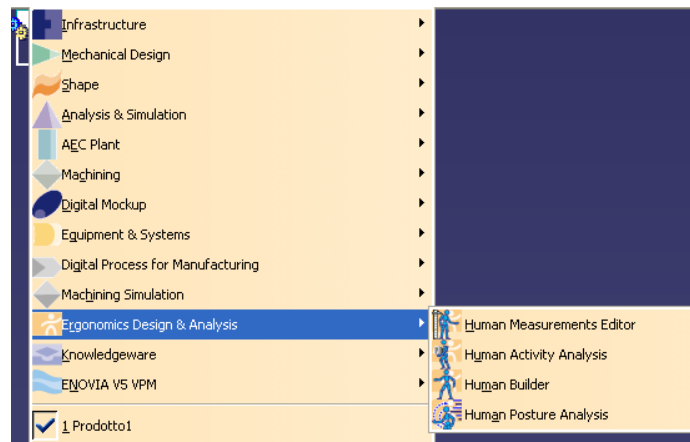 Infrastructure
Mechanical Design
Shape
Analysis & Simulation
AEC Plant
Machining
Digital Mockup
Equipment & Systems
Digital Process for Manufacturing
Machining Simulation
Ergonomics Design & Analysis
Knowledgeware
ENOVIA V5 VPM
1 Prodotto1
Human Measurements Editor
Human Activity Analysis
Human Builder
Human Posture Analysis